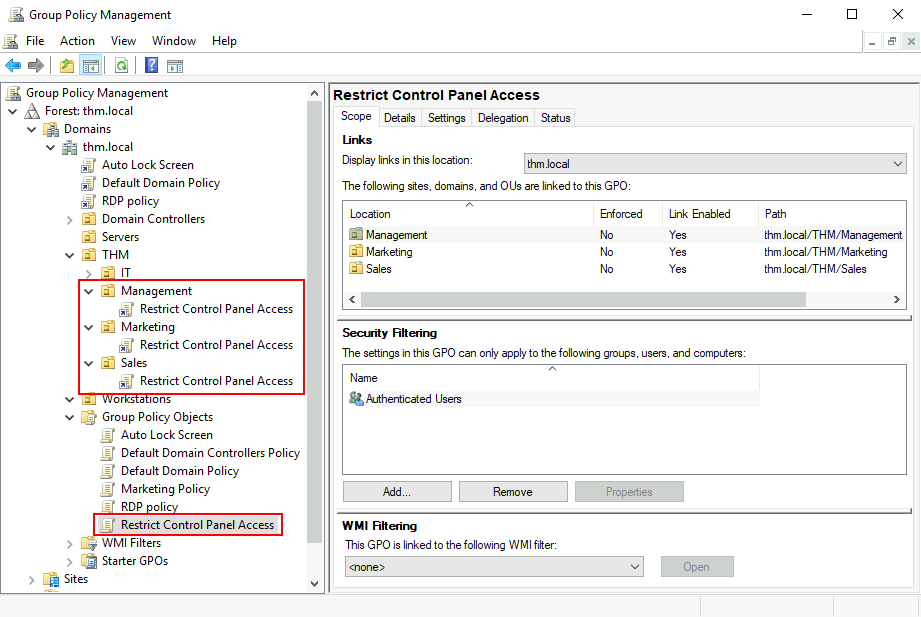 Group Policy Management
File Action View Window Help
Group Policy Management
Forest: thm.local
Domains
thm.local
Auto Lock Screen
Default Domain Policy
RDP policy
Domain Controllers
Servers
THM
IT
Management
Restrict Control Panel Access
Marketing
Restrict Control Panel Access
Sales
Restrict Control Panel Access
Workstations
Group Policy Objects
Auto Lock Screen
Default Domain Controllers Policy
Default Domain Policy
Marketing Policy
RDP policy
Restrict Control Panel Access
WMI Filters
Starter GPOs
Sites
Restrict Control Panel Access
Scope Details Settings Delegation Status
Links
Display links in this location: thm.local
The following sites, domains, and OUs are linked to this GPO:
Location Enforced Link Enabled Path
Management No Yes thm.local/THM/Management
Marketing No Yes thm.local/THM/Marketing
Sales No Yes thm.local/THM/Sales
Security Filtering
The settings in this GPO can only apply to the following groups, users, and computers:
Name
Authenticated Users
Add... Remove Properties
WMI Filtering
This GPO is linked to the following WMI filter:
<none> Open